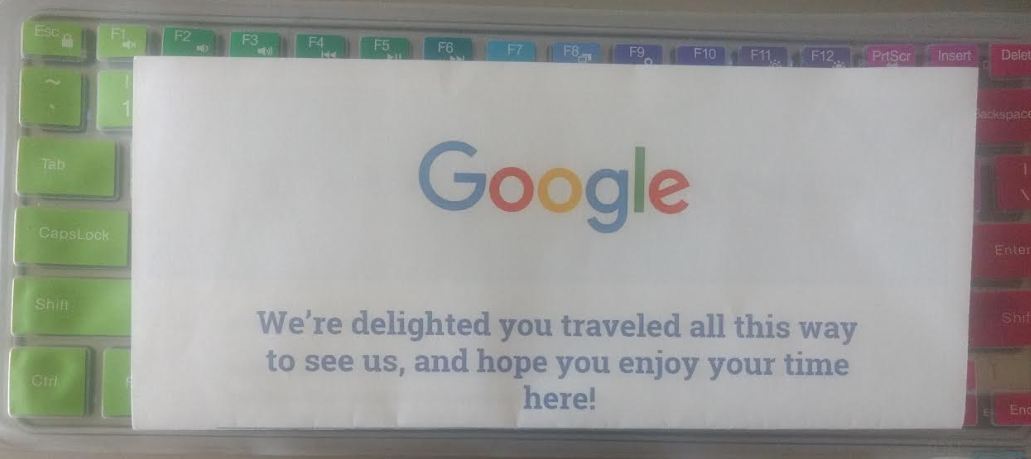 Esc F1 F2 F3 F4 F5 F6 F7 F8 F9 F10 F11 F12 PrtScr Insert
~
1
Backspace
Tab
Google
CapsLock
Enter
Shift
We're delighted you traveled all this way
to see us, and hope you enjoy your time
here!
Ctrl